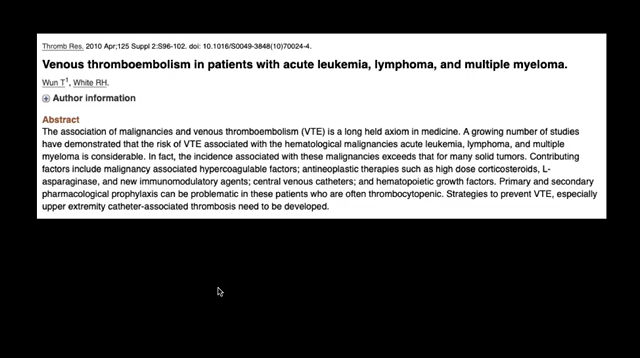 Thromb Res. 2010 Apr;125 Suppl 2:S96-102. doi: 10.1016/S0049-3848(10)70024-4.
Venous thromboembolism in patients with acute leukemia, lymphoma, and multiple myeloma.
Wun T1, White RH.
Author information
Abstract
The association of malignancies and venous thromboembolism (VTE) is a long held axiom in medicine. A growing number of studies
have demonstrated that the risk of VTE associated with the hematological malignancies acute leukemia, lymphoma, and multiple
myeloma is considerable. In fact, the incidence associated with these malignancies exceeds that for many solid tumors. Contributing
factors include malignancy associated hypercoagulable factors; antineoplastic therapies such as high dose corticosteroids, L-
asparaginase, and new immunomodulatory agents; central venous catheters; and hematopoietic growth factors. Primary and secondary
pharmacological prophylaxis can be problematic in these patients who are often thrombocytopenic. Strategies to prevent VTE, especially
upper extremity catheter-associated thrombosis need to be developed.